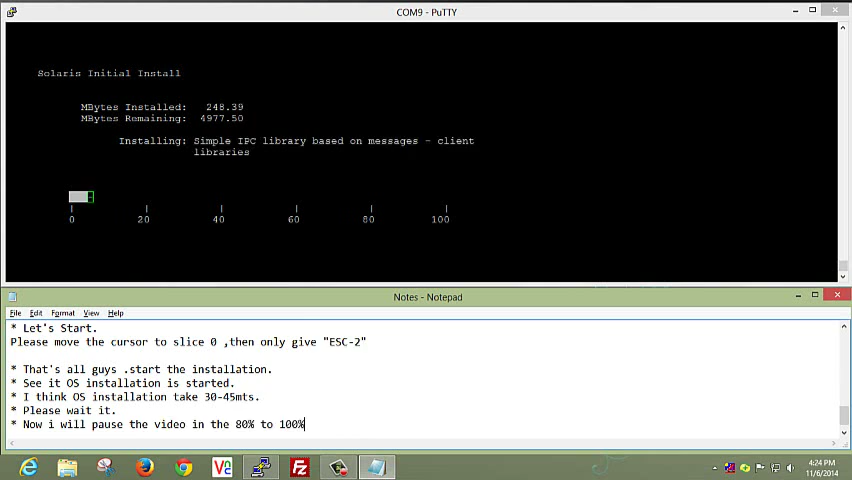 COM9 - PuTTY
Solaris Initial Install
MBytes Installed: 248.39
MBytes Remaining: 4977.50
Installing: Simple IPC library based on messages - client
libraries
0 20 40 60 80 100
Notes - Notepad
File Edit Format View Help
* Let's Start.
Please move the cursor to slice 0 ,then only give "ESC-2"
* That's all guys .start the installation.
* See it OS installation is started.
* I think OS installation take 30-45mts.
* Please wait it.
* Now i will pause the video in the 80% to 100%
4:24 PM
11/6/2014